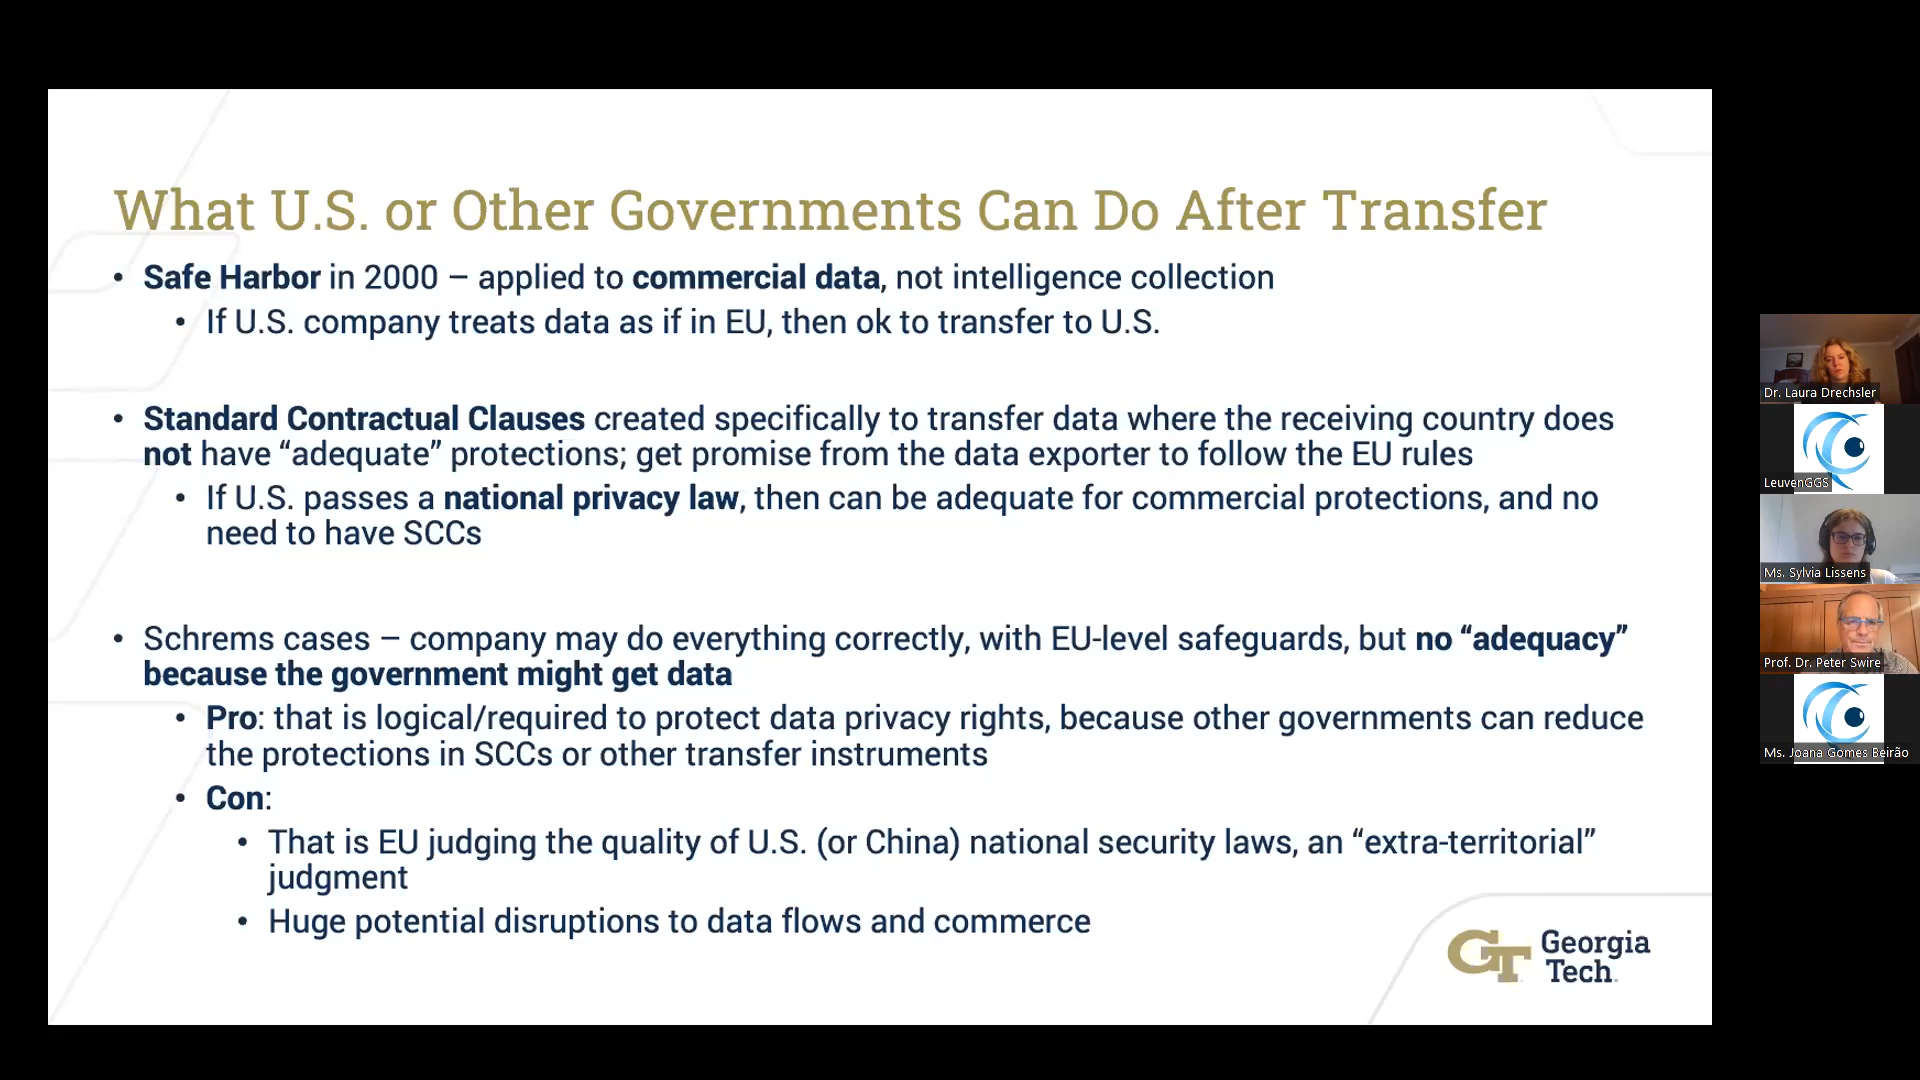 What U.S. or Other Governments Can Do After Transfer
• Safe Harbor in 2000 – applied to commercial data, not intelligence collection
• If U.S. company treats data as if in EU, then ok to transfer to U.S.
• Standard Contractual Clauses created specifically to transfer data where the receiving country does
not have “adequate” protections; get promise from the data exporter to follow the EU rules
• If U.S. passes a national privacy law, then can be adequate for commercial protections, and no
need to have SCCs
• Schrems cases – company may do everything correctly, with EU-level safeguards, but no “adequacy”
because the government might get data
• Pro: that is logical/required to protect data privacy rights, because other governments can reduce
the protections in SCCs or other transfer instruments
• Con:
• That is EU judging the quality of U.S. (or China) national security laws, an “extra-territorial”
judgment
• Huge potential disruptions to data flows and commerce
GT
Georgia
Tech
Dr. Laura Drechsler
LeuvenGGS
Ms. Sylvia Lissens
Prof. Dr. Peter Swire
Ms. Joana Gomes Beirão